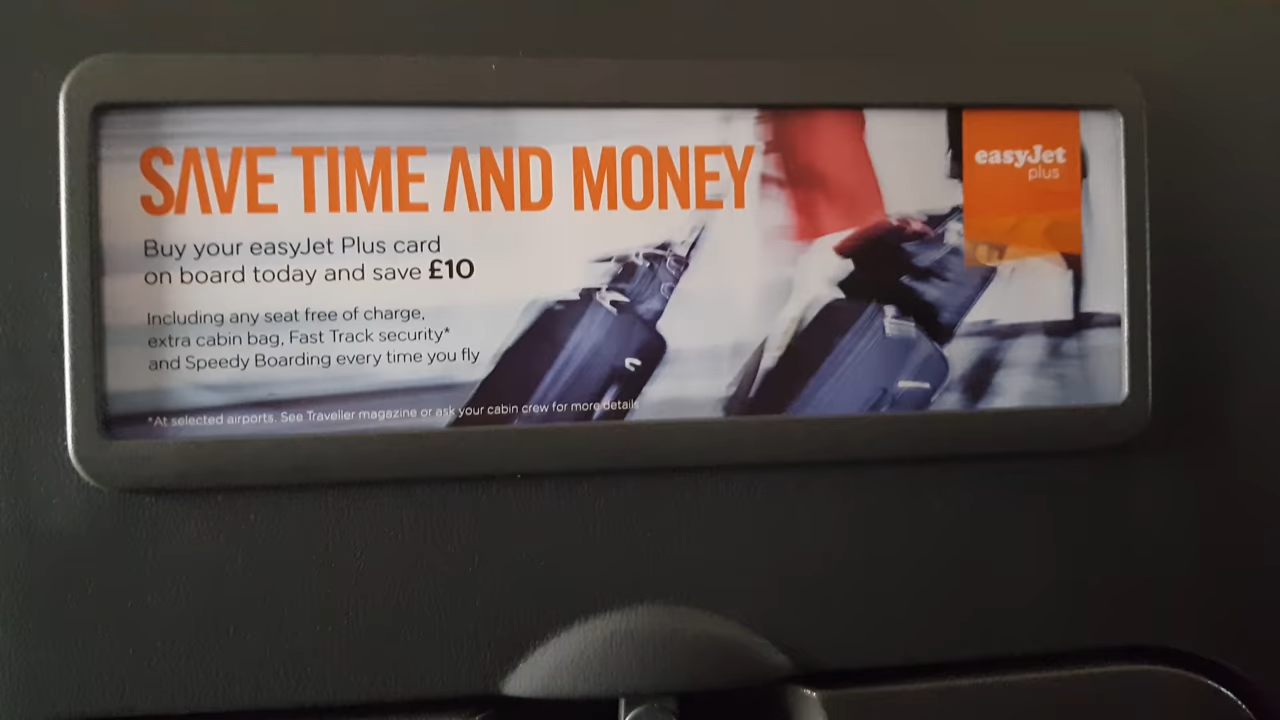 SAVE TIME AND MONEY
easyJet
plus
Buy your easyJet Plus card
on board today and save £10
Including any seat free of charge,
extra cabin bag, Fast Track security*
and Speedy Boarding every time you fly
*At selected airports. See Traveller magazine or ask your cabin crew for more details